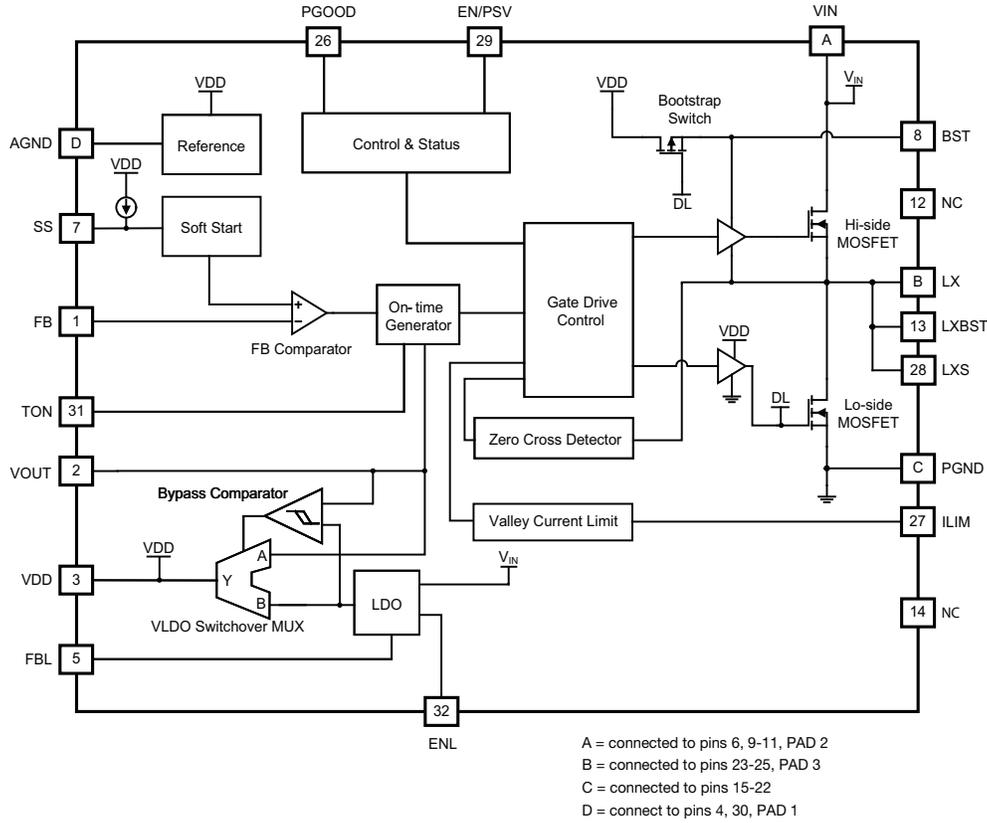 PGOOD
EN/PSV
VIN
26
29
A
VDD
VDD
Bootstrap
Switch
VIN
AGND
D
Reference
Control & Status
8
BST
VDD
DL
12
NC
SS
7
Soft Start
Hi-side
MOSFET
B
LX
FB
1
+
–
FB Comparator
On-time
Generator
Gate Drive
Control
13
LXBST
VDD
28
LXS
TON
31
DL
Lo-side
MOSFET
Zero Cross Detector
VOUT
2
C
PGND
Bypass Comparator
Valley Current Limit
27
ILIM
VDD
A
VIN
VDD
3
Y
B
LDO
14
NC
VLDO Switchover MUX
FBL
5
32
ENL
A = connected to pins 6, 9-11, PAD 2
B = connected to pins 23-25, PAD 3
C = connected to pins 15-22
D = connect to pins 4, 30, PAD 1